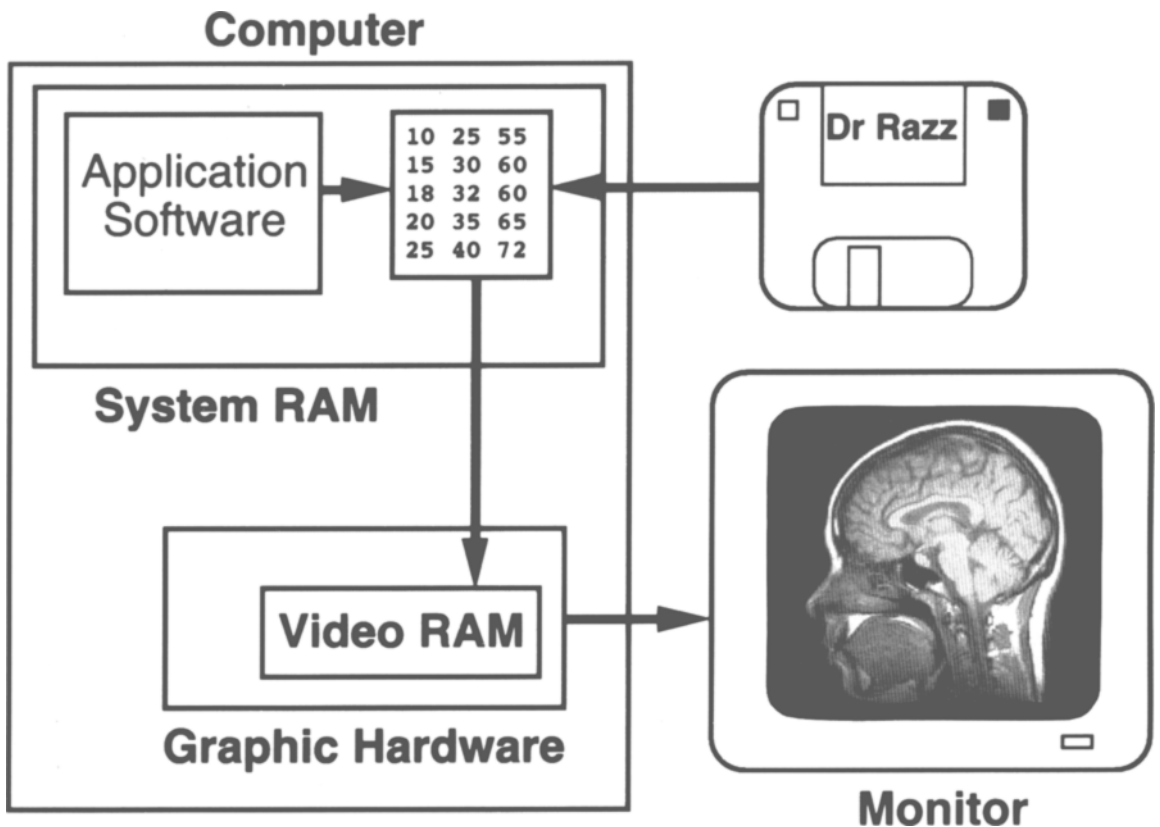 Computer
Application
Software
10 25 55
15 30 60
18 32 60
20 35 65
25 40 72
Dr Razz
System RAM
Video RAM
Graphic Hardware
Monitor